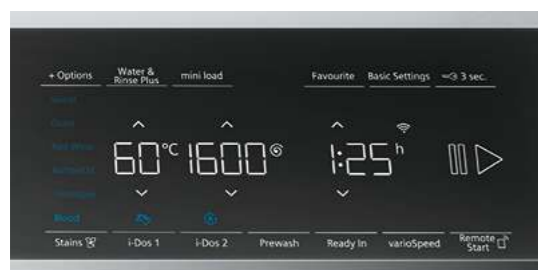 + Options
Water &
Rinse Plus
mini load
Favourite
Basic Settings
3 sec.
60°C
1600
1:25 h
Blood
Stains
i-Dos 1
i-Dos 2
Prewash
Ready In
varioSpeed
Remote
Start